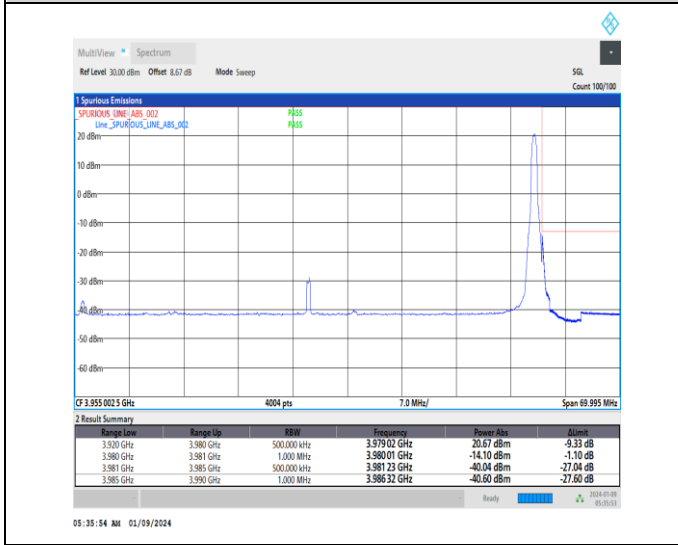 MultiView Spectrum
Ref Level 30.00 dBm Offset 8.67 dB Mode Sweep SGL
Count 100/100
1 Spurious Emissions
SPURIOUS_LINE_ABS_002 PASS
Line _SPURIOUS_LINE_ABS_002 PASS
20 dBm
10 dBm
0 dBm
-10 dBm
-20 dBm
-30 dBm
-40 dBm
-50 dBm
-60 dBm
CF 3.955 002 5 GHz 4004 pts 7.0 MHz/ Span 69.995 MHz
2 Result Summary
Range Low Range Up RBW Frequency Power Abs ΔLimit
3.920 GHz 3.980 GHz 500.000 kHz 3.979 02 GHz 20.67 dBm -9.33 dB
3.980 GHz 3.981 GHz 1.000 MHz 3.980 01 GHz -14.10 dBm -1.10 dB
3.981 GHz 3.985 GHz 500.000 kHz 3.981 23 GHz -40.04 dBm -27.04 dB
3.985 GHz 3.990 GHz 1.000 MHz 3.986 32 GHz -40.60 dBm -27.60 dB
Ready 2024-01-09
05:35:53
05:35:54 AM 01/09/2024